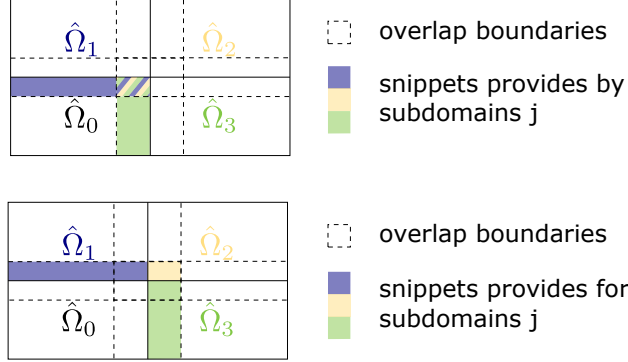 Ω̂₁ Ω̂₂
Ω̂₀ Ω̂₃
overlap boundaries
snippets provides by
subdomains j
Ω̂₁ Ω̂₂
Ω̂₀ Ω̂₃
overlap boundaries
snippets provides for
subdomains j